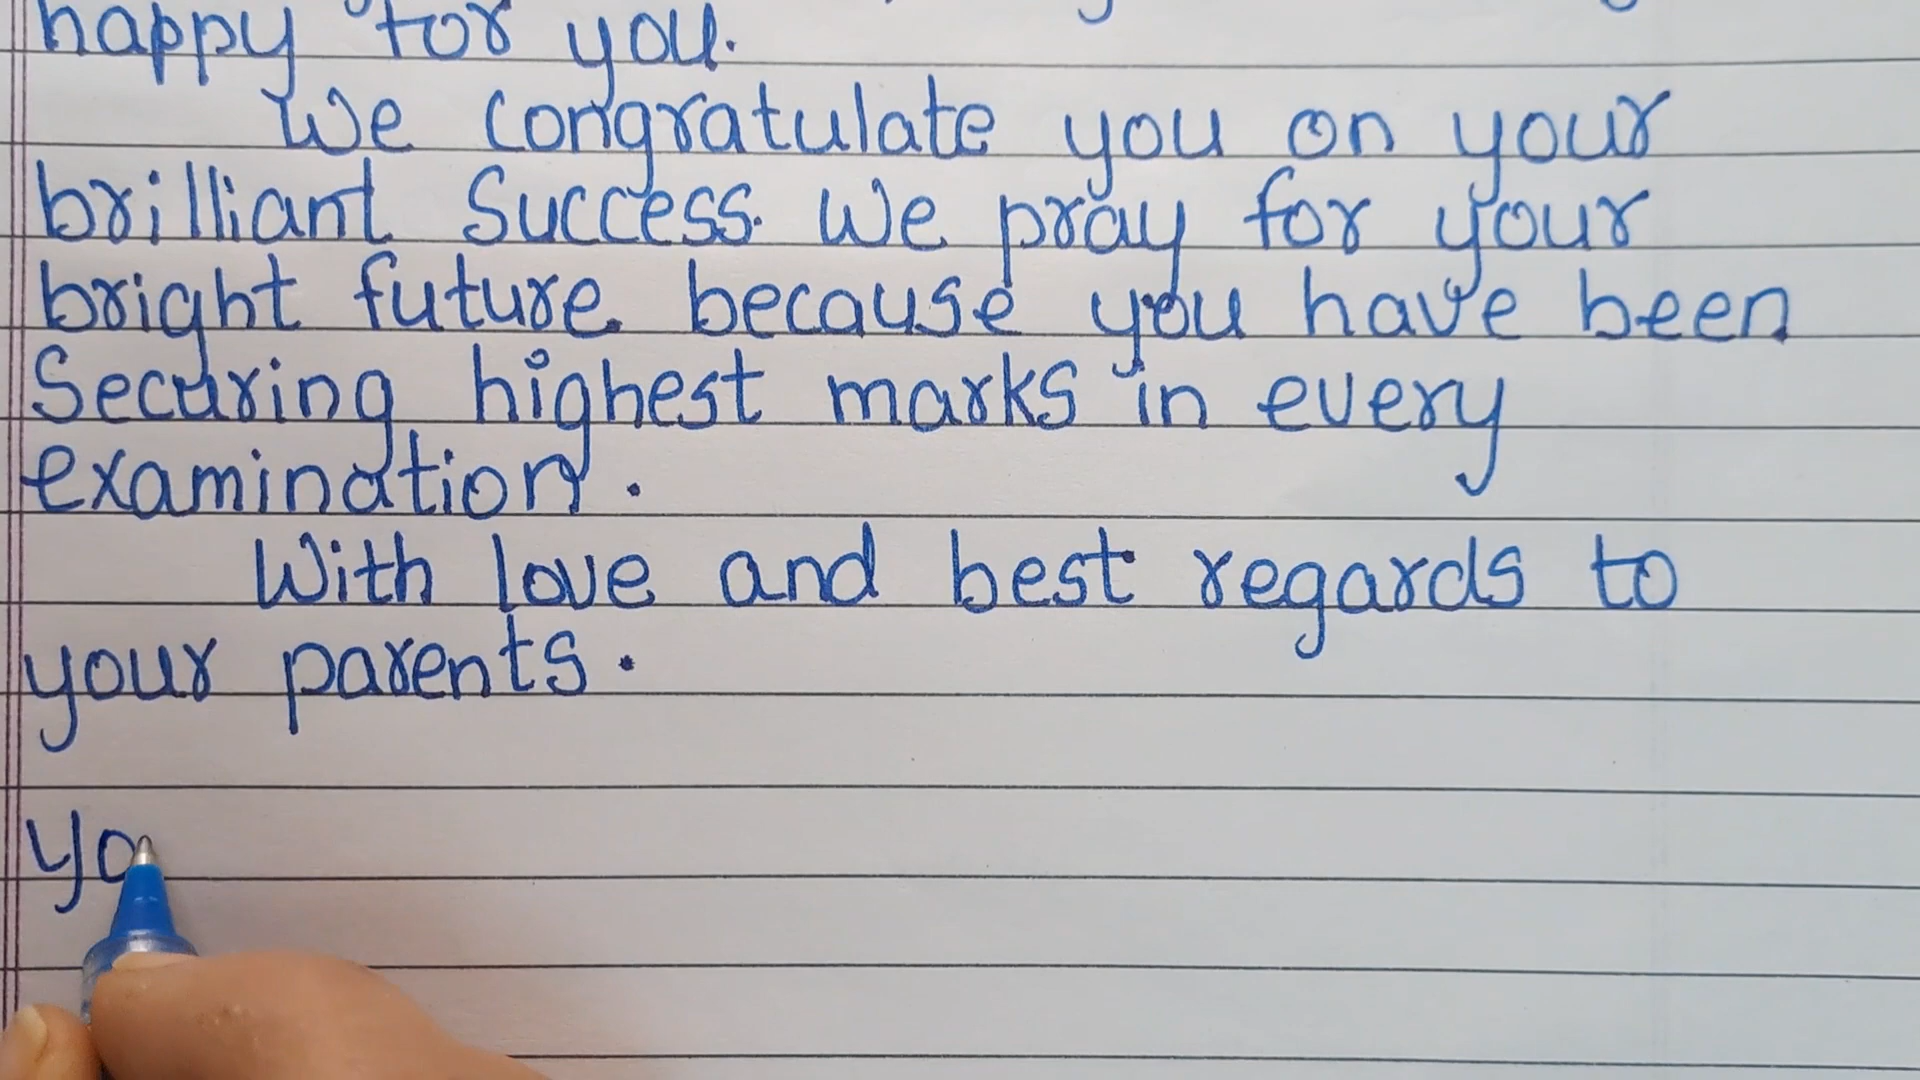 happy for you.
We congratulate you on your
brilliant Success. We pray for your
bright future because you have been
Securing highest marks in every
examination.
With love and best regards to
your parents.
yo